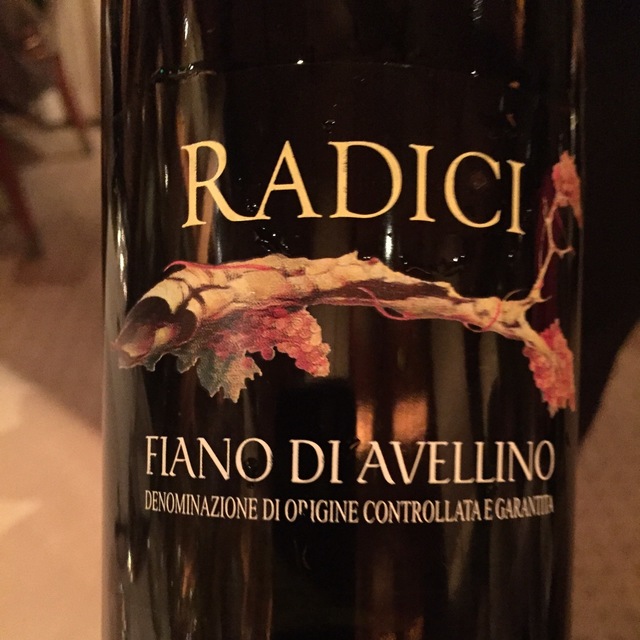 RADICI
FIANO DI AVELLINO
DENOMINAZIONE DI ORIGINE CONTROLLATA E GARANTITA